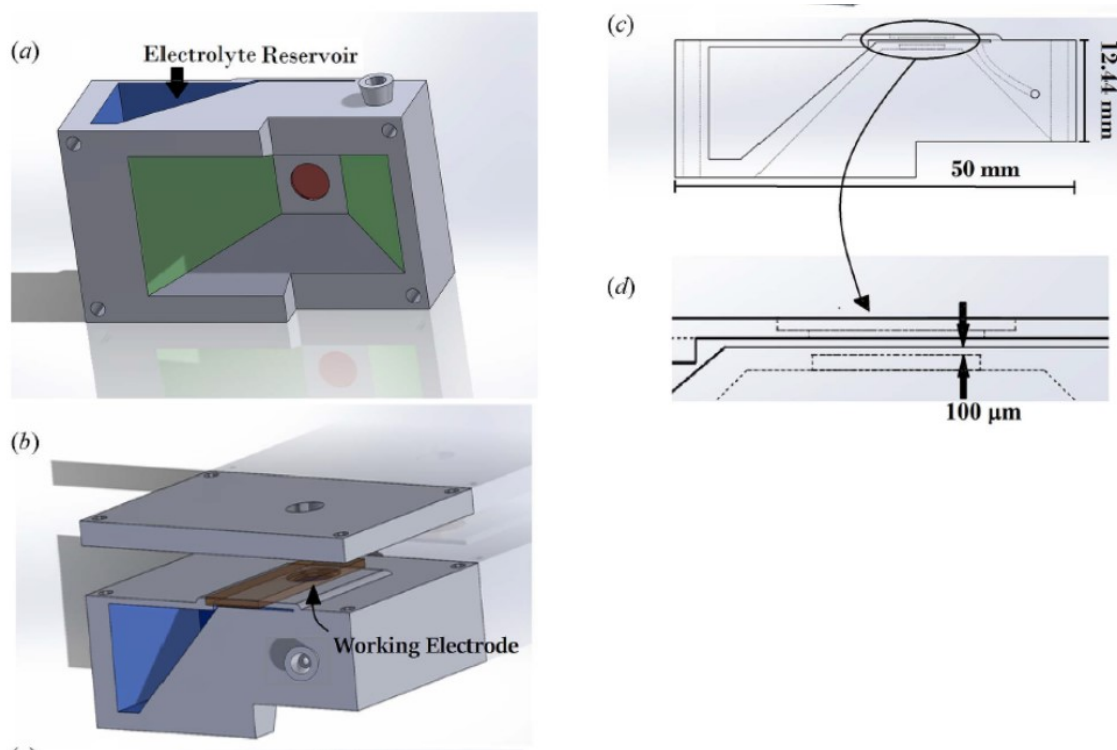 (a)
Electrolyte Reservoir
(b)
Working Electrode
(c)
12.44 mm
50 mm
(d)
100 μm